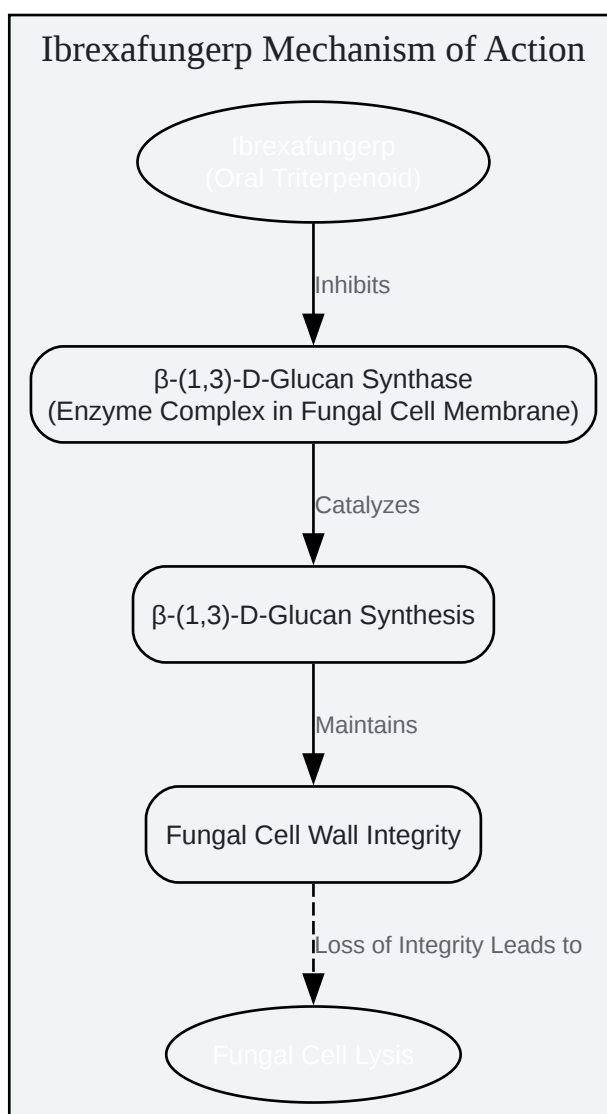 Ibrexafungerp Mechanism of Action
Ibrexafungerp
(Oral Triterpenoid)
Inhibits
β-(1,3)-D-Glucan Synthase
(Enzyme Complex in Fungal Cell Membrane)
Catalyzes
β-(1,3)-D-Glucan Synthesis
Maintains
Fungal Cell Wall Integrity
Loss of Integrity Leads to
Fungal Cell Lysis